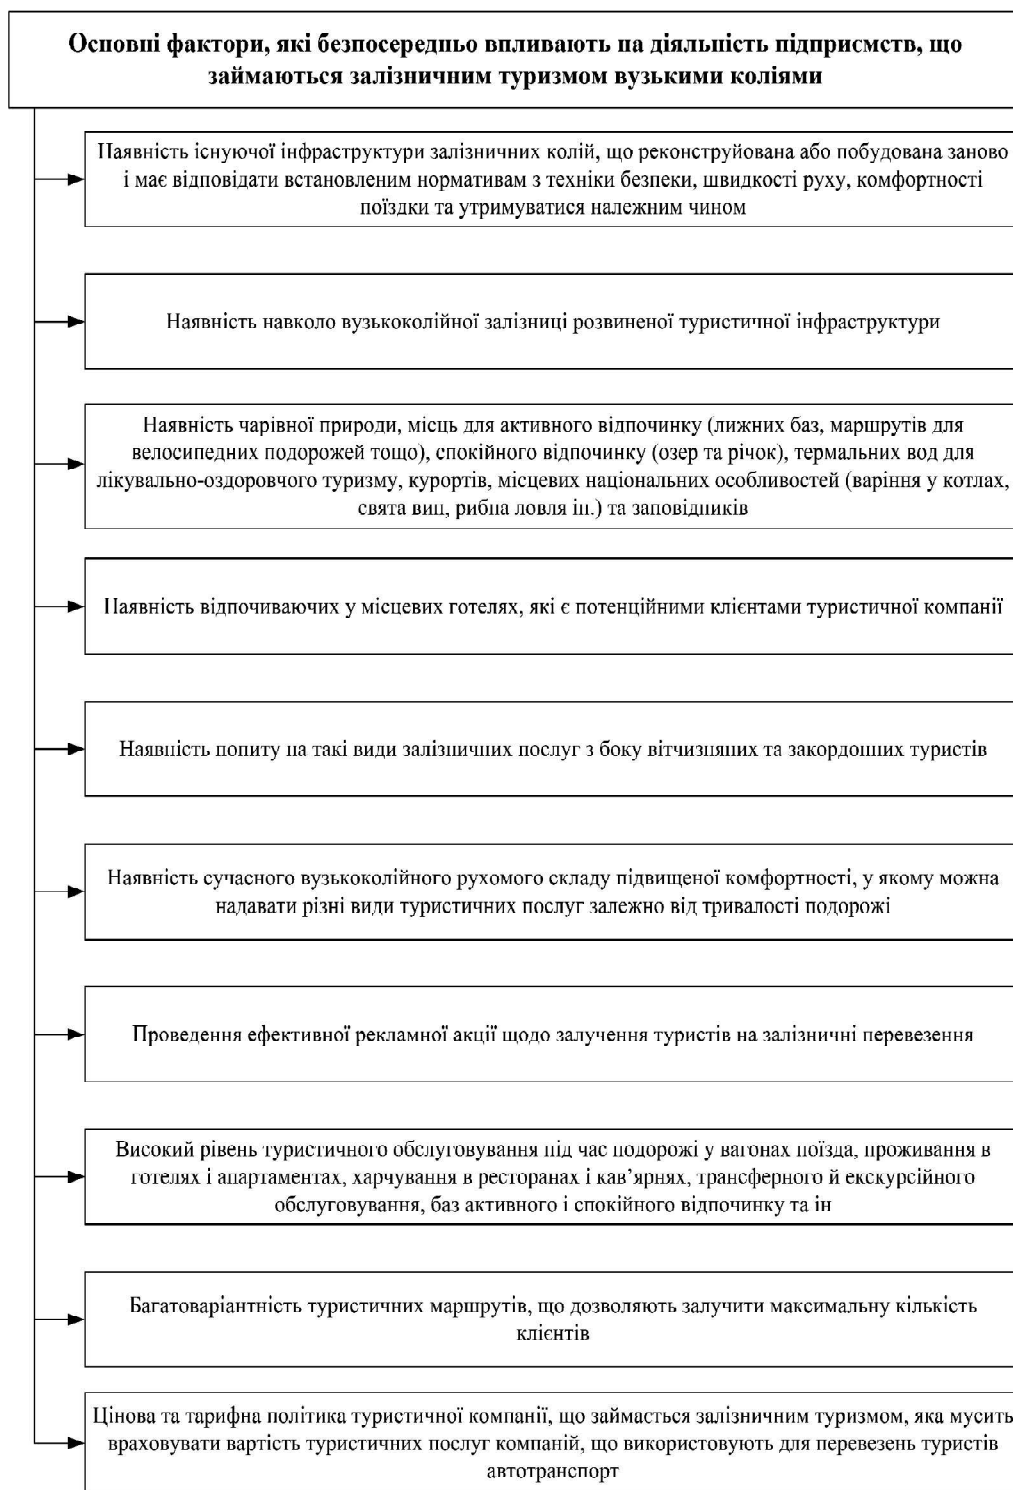 Основні фактори, які безпосередньо впливають на діяльність підприємств, що
займаються залізничним туризмом вузькими коліями
Наявність існуючої інфраструктури залізничних колій, що реконструйована або побудована заново
і має відповідати встановленим нормативам з техніки безпеки, швидкості руху, комфортності
поїздки та утримуватися належним чином
Наявність навколо вузькоколійної залізниці розвиненої туристичної інфраструктури
Наявність чарівної природи, місць для активного відпочинку (лижних баз, маршрутів для
велосипедних подорожей тощо), спокійного відпочинку (озер та річок), термальних вод для
лікувально-оздоровчого туризму, курортів, місцевих національних особливостей (варіння у котлах,
свята вин, рибна ловля ін.) та заповідників
Наявність відпочиваючих у місцевих готелях, які є потенційними клієнтами туристичної компанії
Наявність попиту на такі види залізничних послуг з боку вітчизняних та закордонних туристів
Наявність сучасного вузькоколійного рухомого складу підвищеної комфортності, у якому можна
надавати різні види туристичних послуг залежно від тривалості подорожі
Проведення ефективної рекламної акції щодо залучення туристів на залізничні перевезення
Високий рівень туристичного обслуговування під час подорожі у вагонах поїзда, проживання в
готелях і апартаментах, харчування в ресторанах і кав’ярнях, трансферного й екскурсійного
обслуговування, баз активного і спокійного відпочинку та ін
Багатоваріантність туристичних маршрутів, що дозволяють залучити максимальну кількість
клієнтів
Цінова та тарифна політика туристичної компанії, що займається залізничним туризмом, яка мусить
враховувати вартість туристичних послуг компаній, що використовують для перевезень туристів
автотранспорт